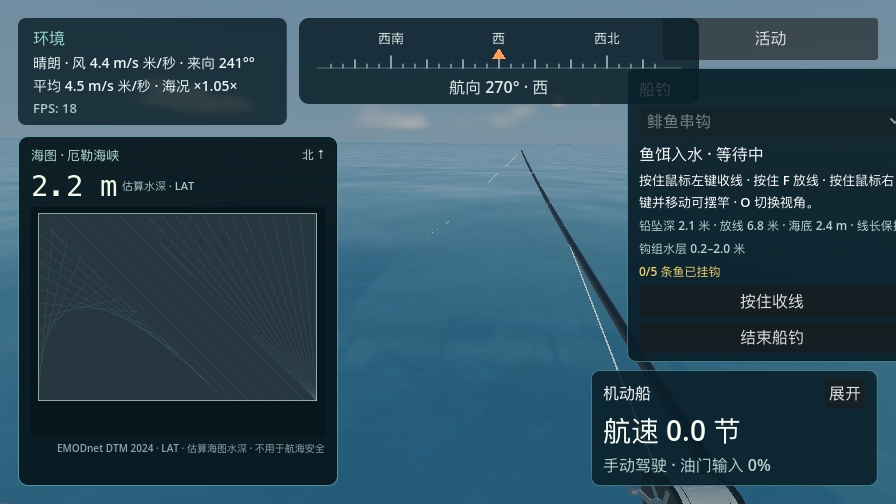 环境
晴朗 · 风 4.4 m/s 米/秒 · 来向 241°°
平均 4.5 m/s 米/秒 · 海况 ×1.05×
FPS: 18
西南 西 西北
航向 270° · 西
活动
船钓
鲱鱼串钩
鱼饵入水 · 等待中
按住鼠标左键收线 · 按住 F 放线 · 按住鼠标右
键并移动可摆竿 · O 切换视角。
铅坠深 2.1 米 · 放线 6.8 米 · 海底 2.4 m · 线长保
钩组水层 0.2–2.0 米
0/5 条鱼已挂钩
按住收线
结束船钓
海图 · 厄勒海峡 北 ↑
2.2 m 估算水深 · LAT
EMODnet DTM 2024 · LAT · 估算海图水深 · 不用于航海安全
机动船 展开
航速 0.0 节
手动驾驶 · 油门输入 0%